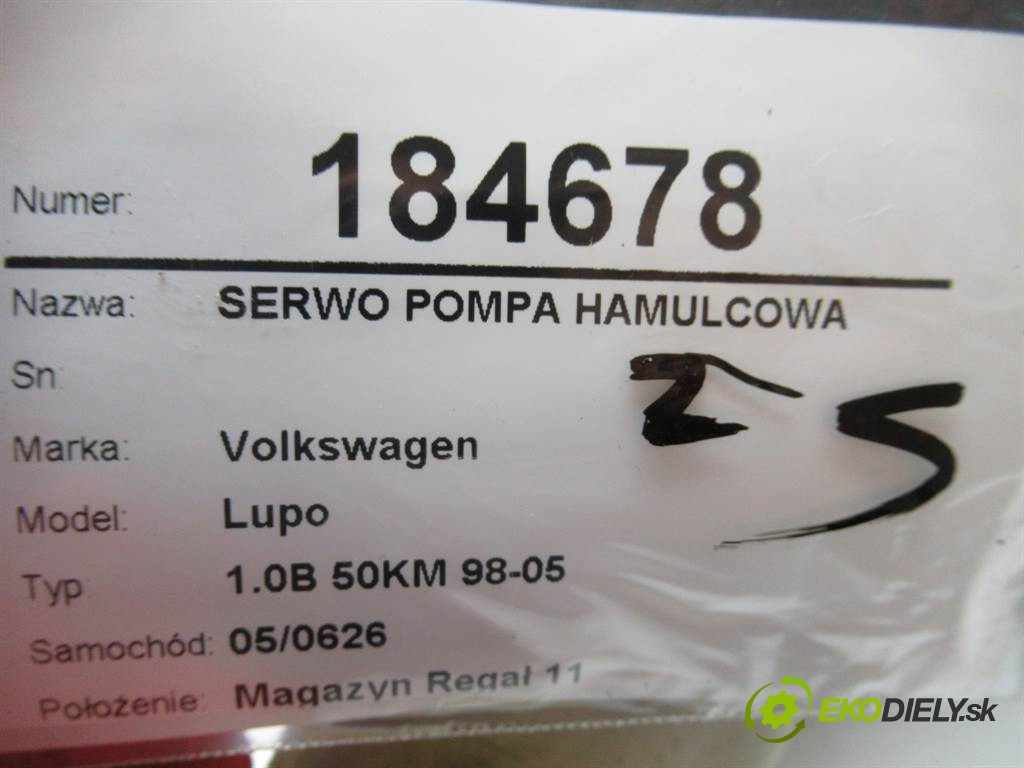 Numer: 184678
Nazwa: SERWO POMPA HAMULCOWA
Sn:
25
Marka: Volkswagen
Model: Lupo
Typ 1.0B 50KM 98-05
Samochód: 05/0626
Położenie: Magazyn Regał 11
EKODIELY.sk